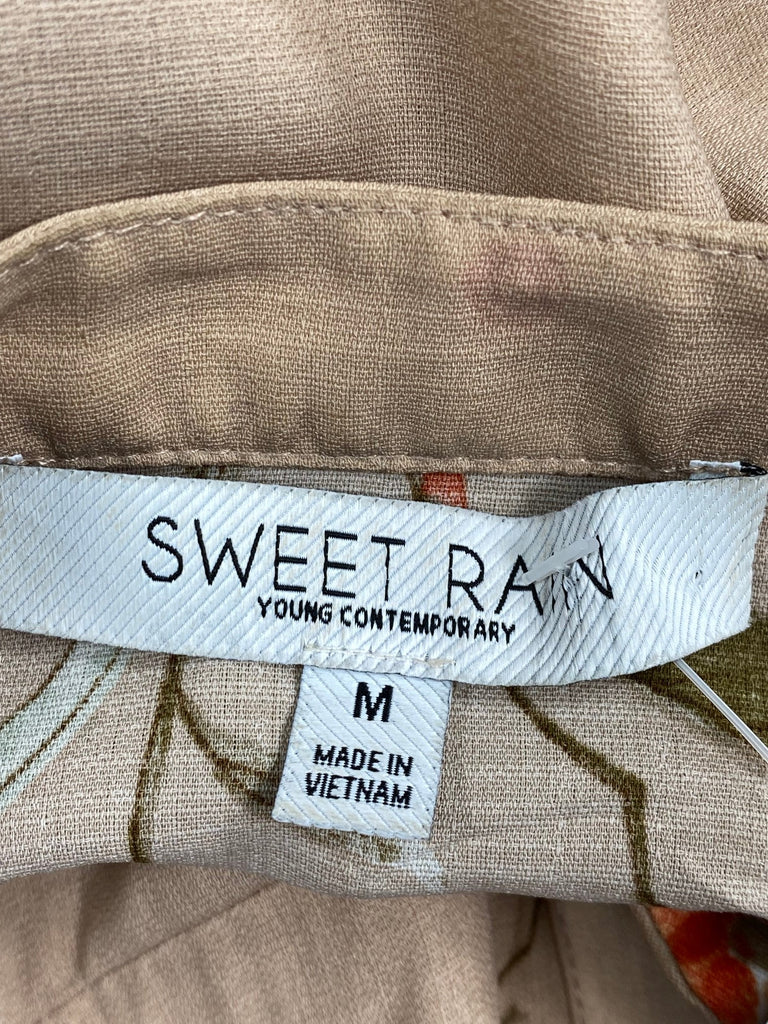 SWEET RAIN
YOUNG CONTEMPORARY
M
MADE IN
VIETNAM